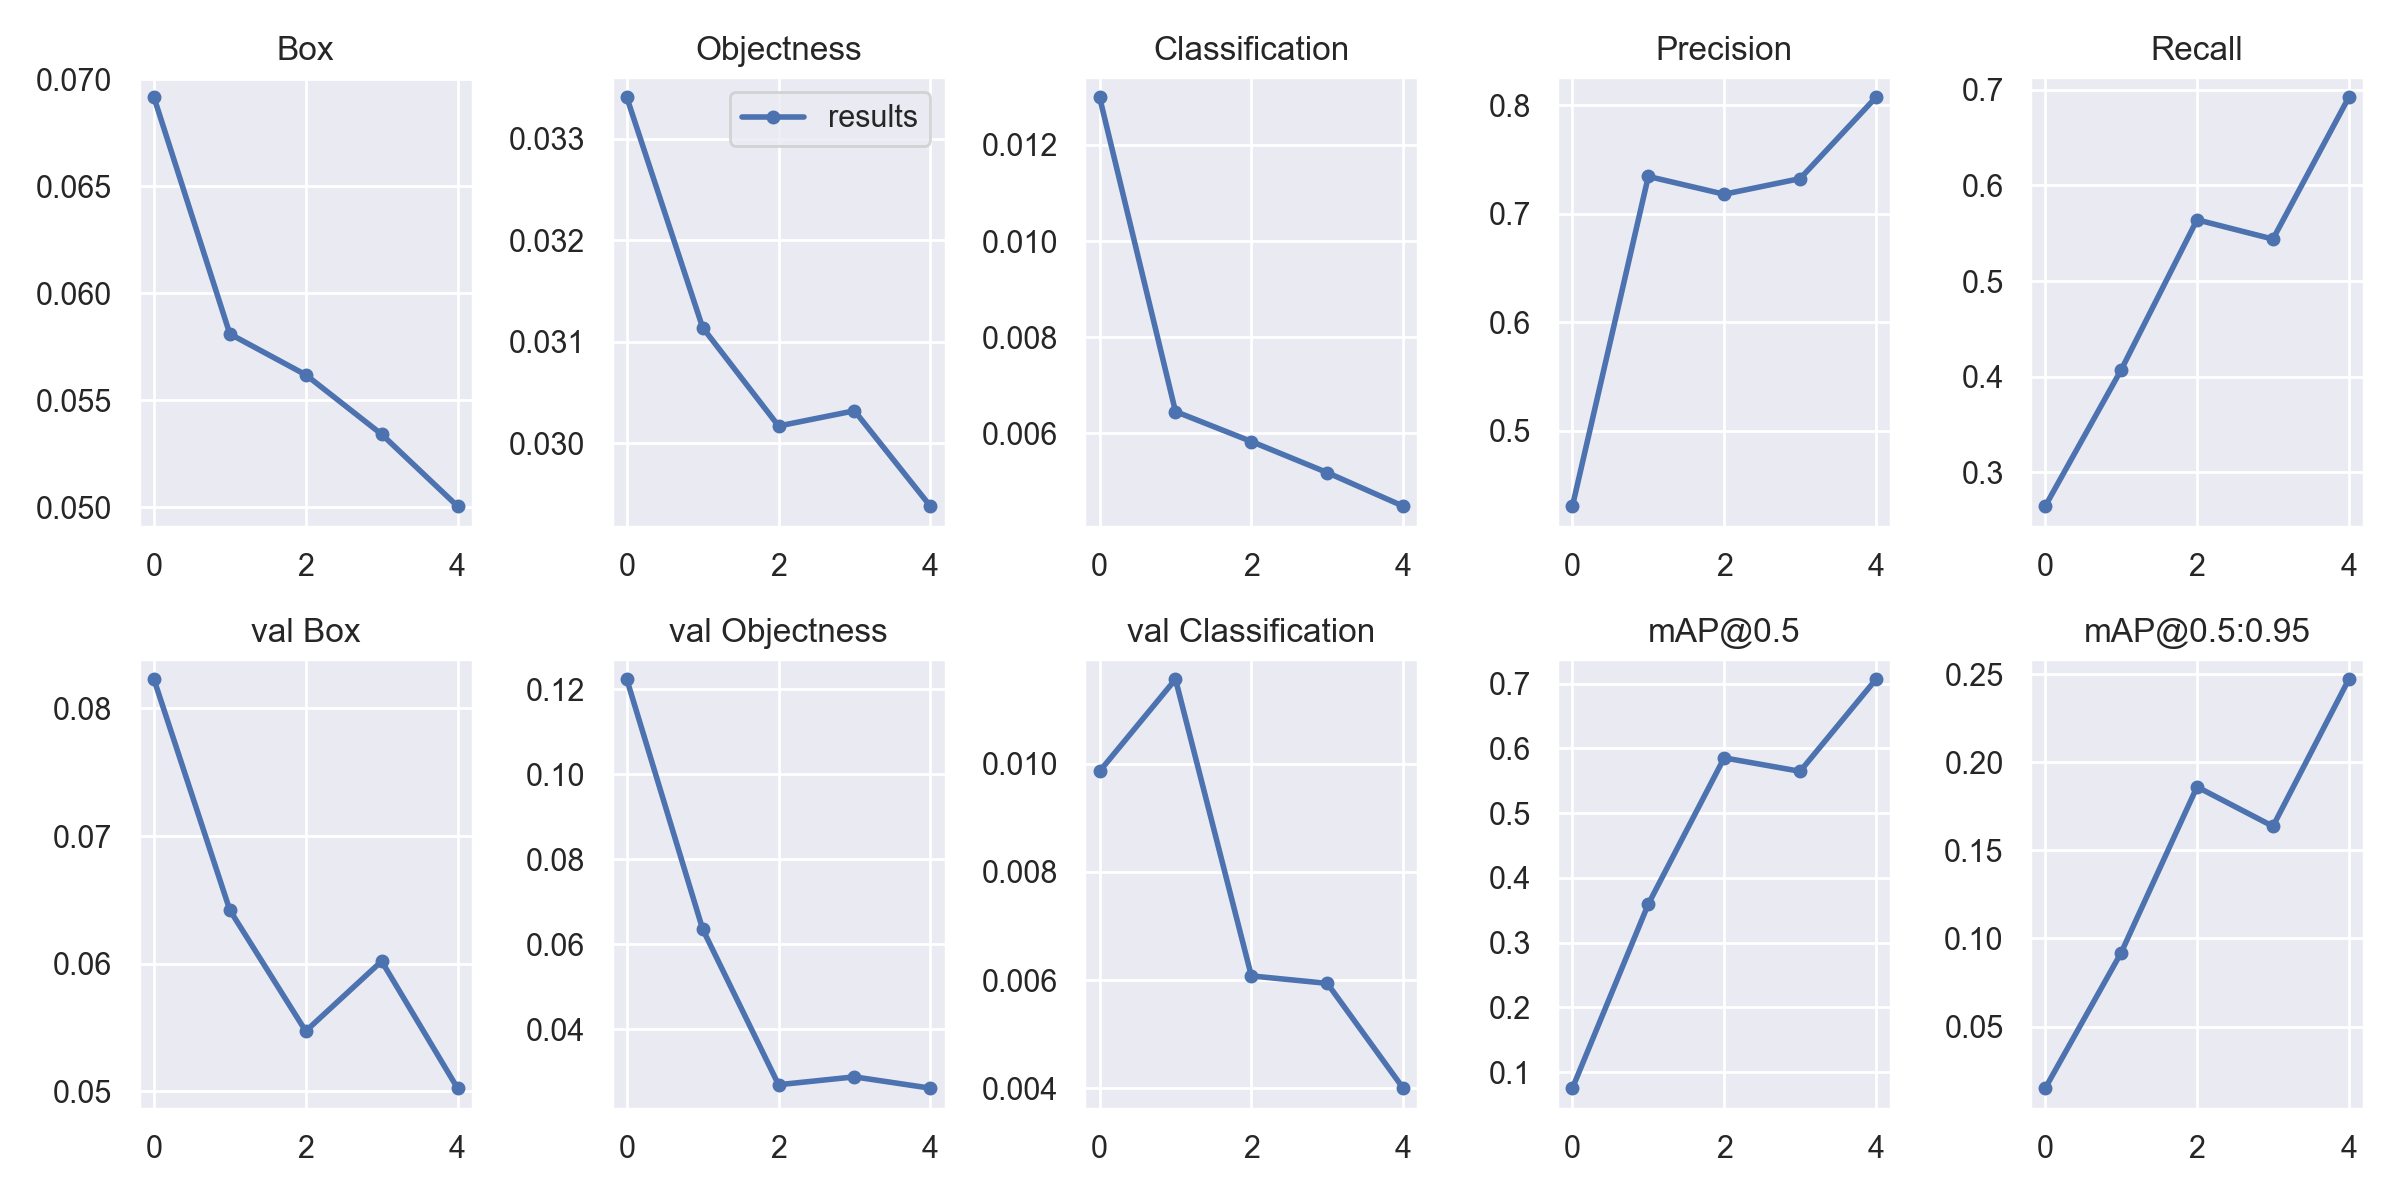 Box
0.070
0.065
0.060
0.055
0.050
0 2 4
Objectness
results
0.033
0.032
0.031
0.030
0 2 4
Classification
0.012
0.010
0.008
0.006
0 2 4
Precision
0.8
0.7
0.6
0.5
0 2 4
Recall
0.7
0.6
0.5
0.4
0.3
0 2 4
val Box
0.08
0.07
0.06
0.05
0 2 4
val Objectness
0.12
0.10
0.08
0.06
0.04
0 2 4
val Classification
0.010
0.008
0.006
0.004
0 2 4
mAP@0.5
0.7
0.6
0.5
0.4
0.3
0.2
0.1
0 2 4
mAP@0.5:0.95
0.25
0.20
0.15
0.10
0.05
0 2 4